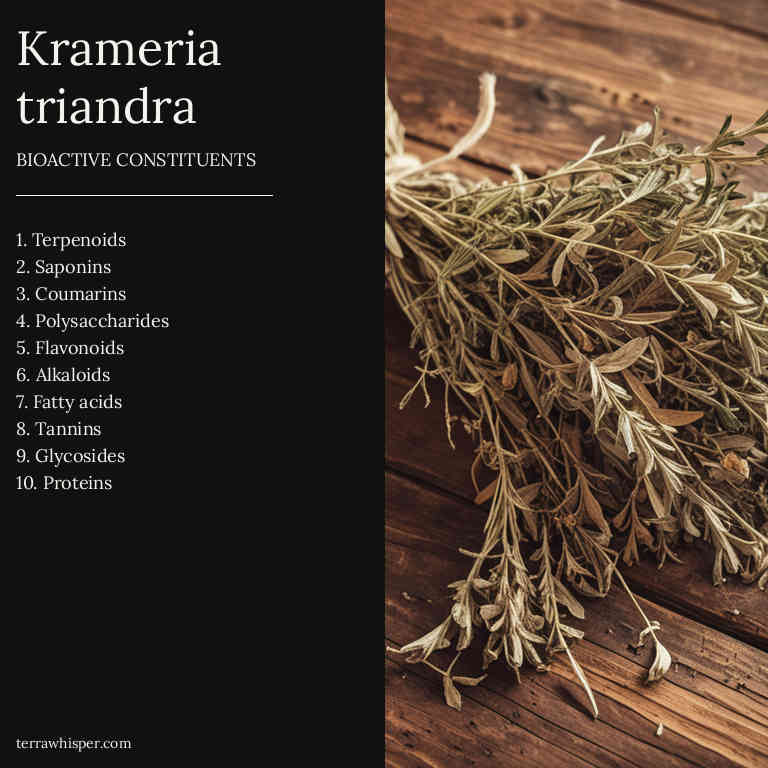 Krameria
triandra
BIOACTIVE CONSTITUENTS
1. Terpenoids
2. Saponins
3. Coumarins
4. Polysaccharides
5. Flavonoids
6. Alkaloids
7. Fatty acids
8. Tannins
9. Glycosides
10. Proteins
terrawhisper.com